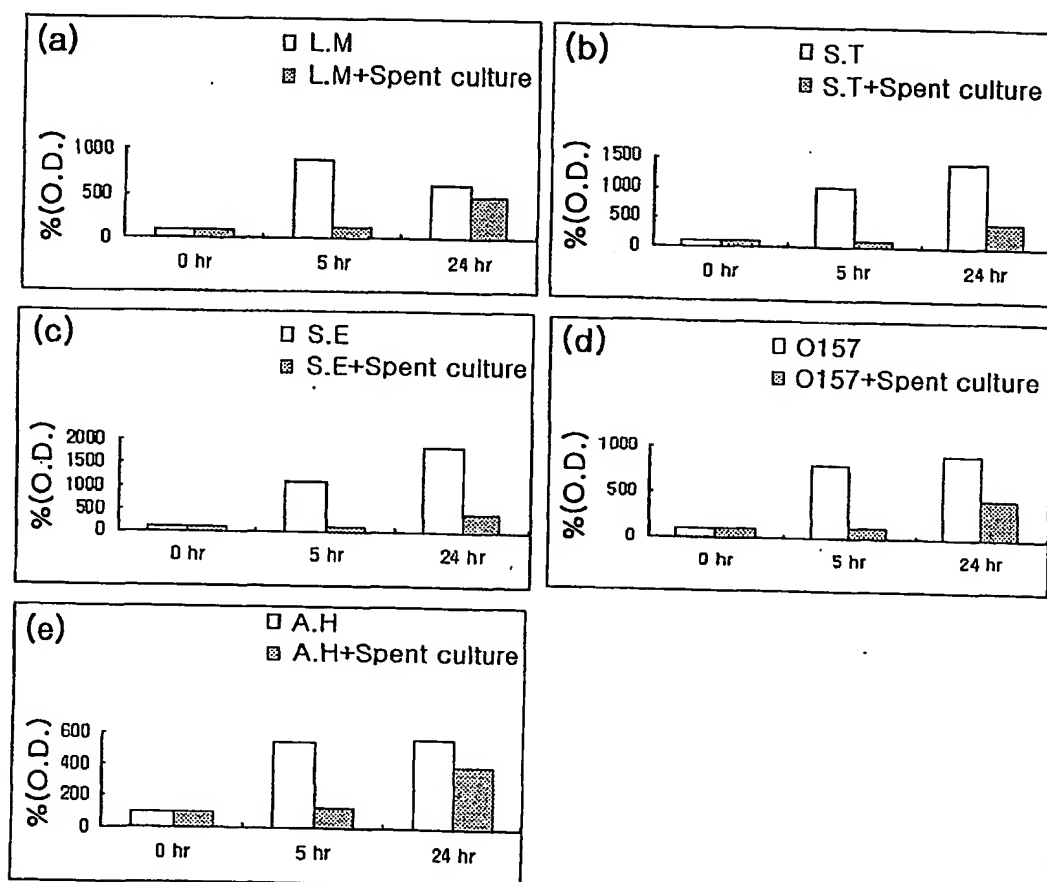 (a)
L.M
L.M+Spent culture
%(O.D.)
1000
500
0
0 hr 5 hr 24 hr
(b)
S.T
S.T+Spent culture
%(O.D.)
1500
1000
500
0
0 hr 5 hr 24 hr
(c)
S.E
S.E+Spent culture
%(O.D.)
2000
1500
1000
500
0
0 hr 5 hr 24 hr
(d)
O157
O157+Spent culture
%(O.D.)
1000
500
0
0 hr 5 hr 24 hr
(e)
A.H
A.H+Spent culture
%(O.D.)
600
400
200
0
0 hr 5 hr 24 hr